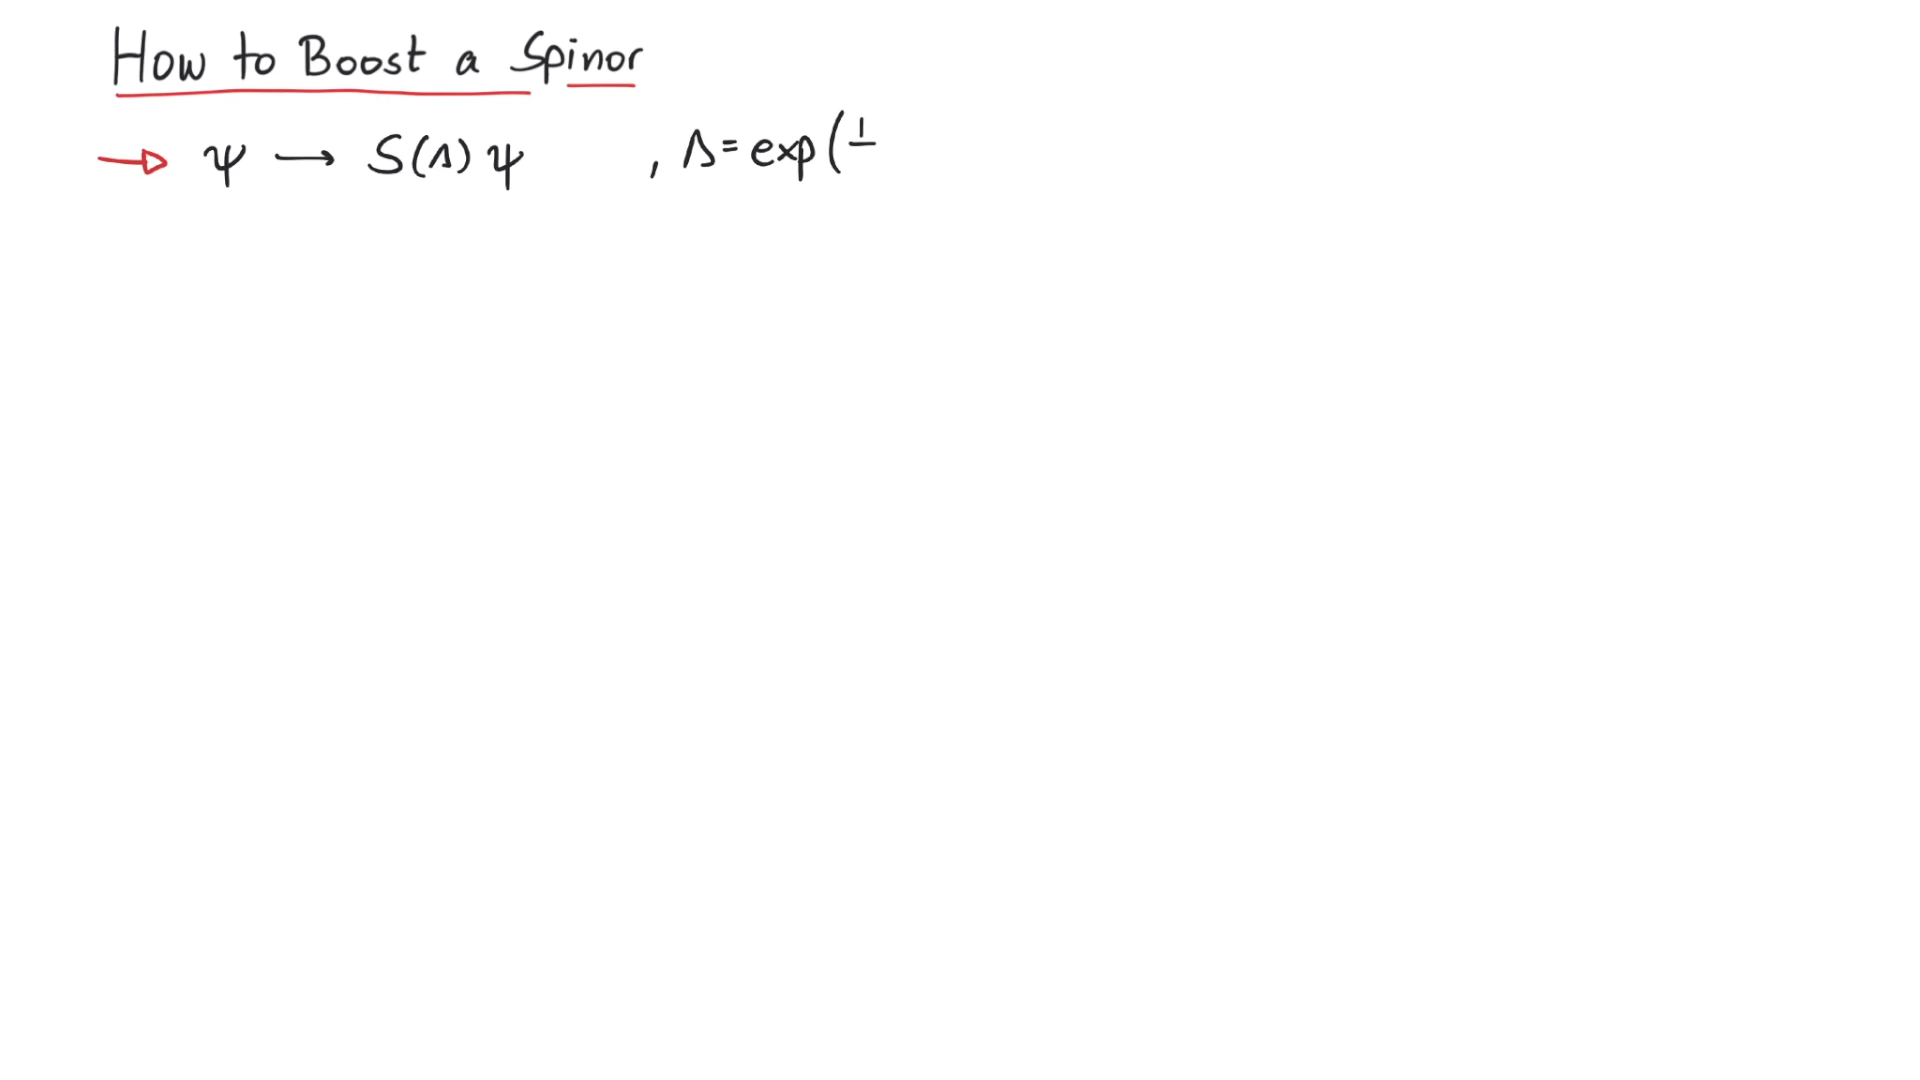 How to Boost a Spinor
→ ψ → S(Λ) ψ , Λ = exp ( 1/